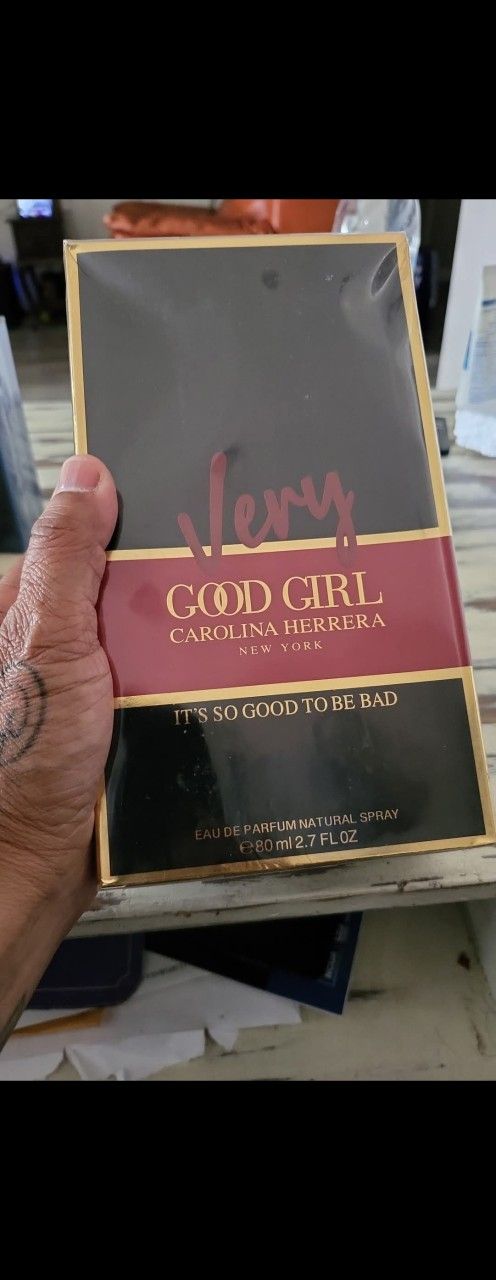 Very
GOOD GIRL
CAROLINA HERRERA
NEW YORK
IT'S SO GOOD TO BE BAD
EAU DE PARFUM NATURAL SPRAY
℮80 ml 2.7 FL OZ